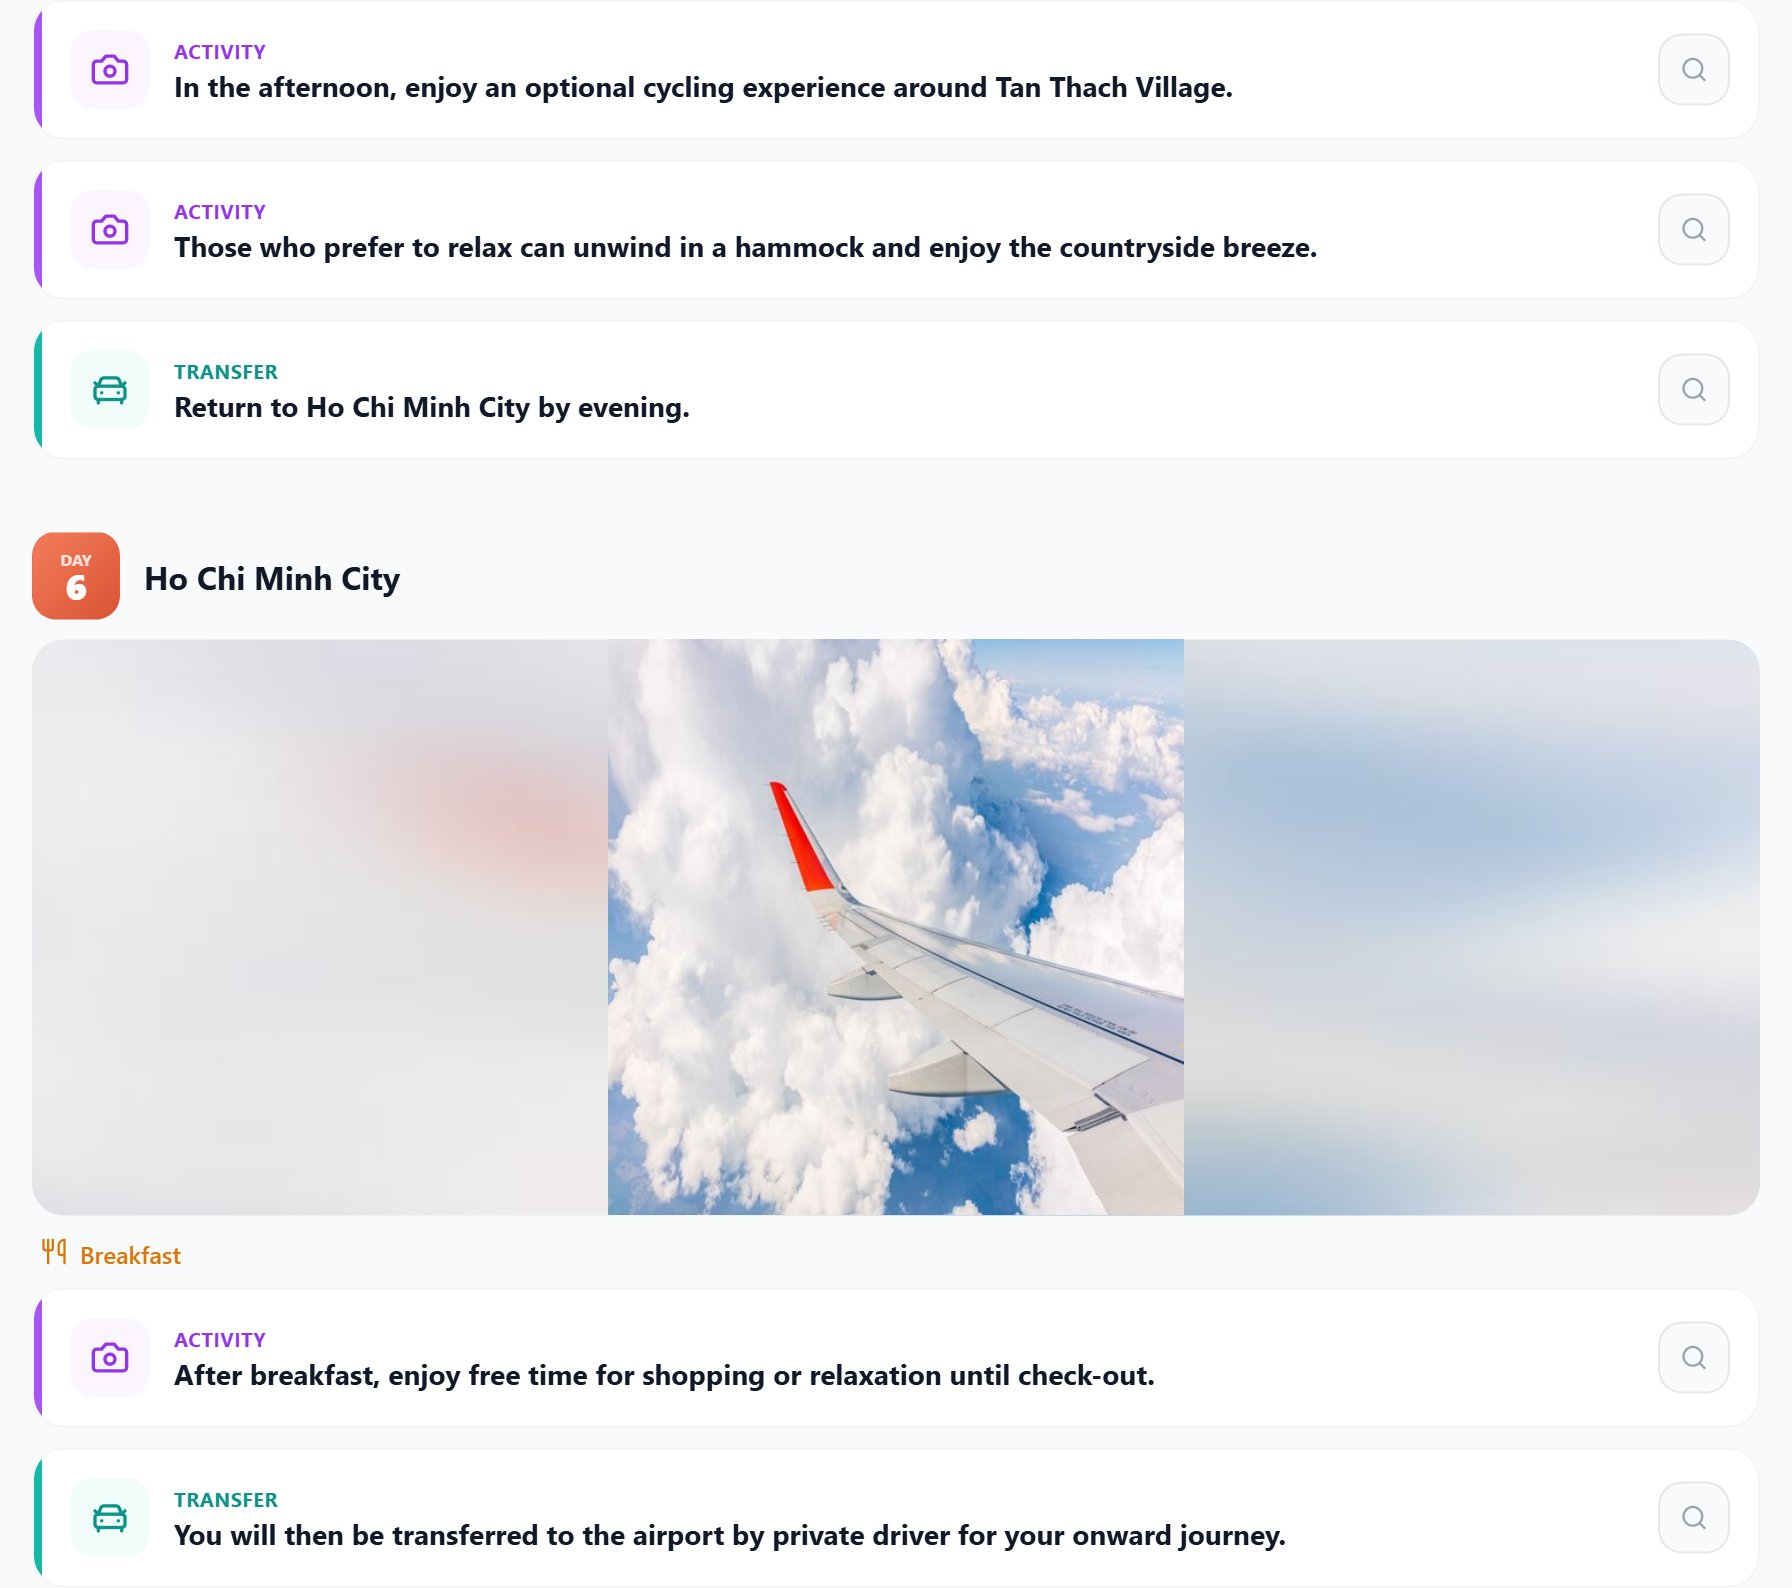 ACTIVITY
In the afternoon, enjoy an optional cycling experience around Tan Thach Village.
ACTIVITY
Those who prefer to relax can unwind in a hammock and enjoy the countryside breeze.
TRANSFER
Return to Ho Chi Minh City by evening.
DAY
6
Ho Chi Minh City
Breakfast
ACTIVITY
After breakfast, enjoy free time for shopping or relaxation until check-out.
TRANSFER
You will then be transferred to the airport by private driver for your onward journey.